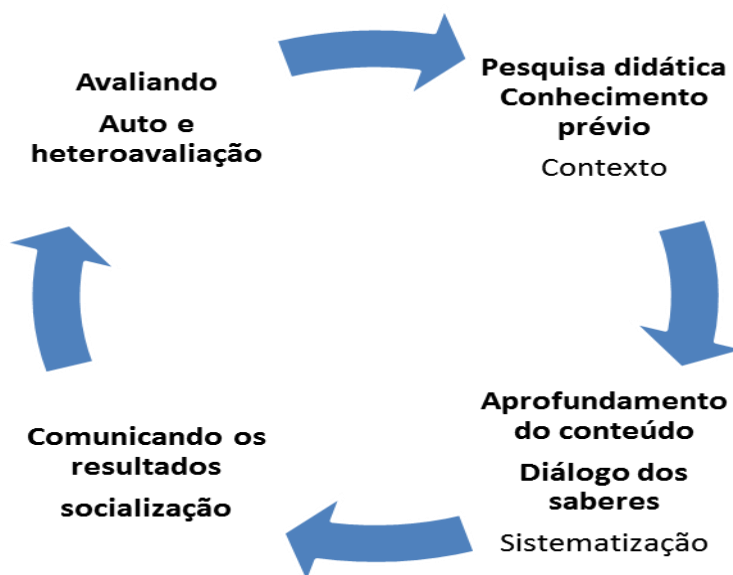 Avaliando
Auto e
heteroavaliação
Pesquisa didática
Conhecimento
prévio
Contexto
Aprofundamento
do conteúdo
Diálogo dos
saberes
Sistematização
Comunicando os
resultados
socialização